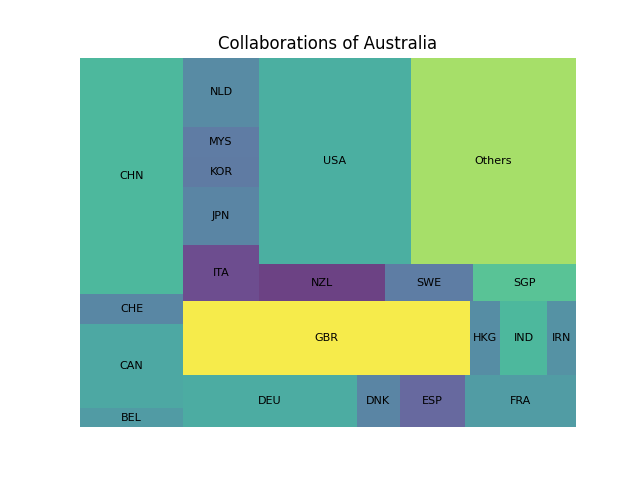 Collaborations of Australia
NLD
MYS
KOR
JPN
CHN
USA
Others
ITA
NZL
SWE
SGP
CHE
GBR
HKG
IND
IRN
CAN
BEL
DEU
DNK
ESP
FRA